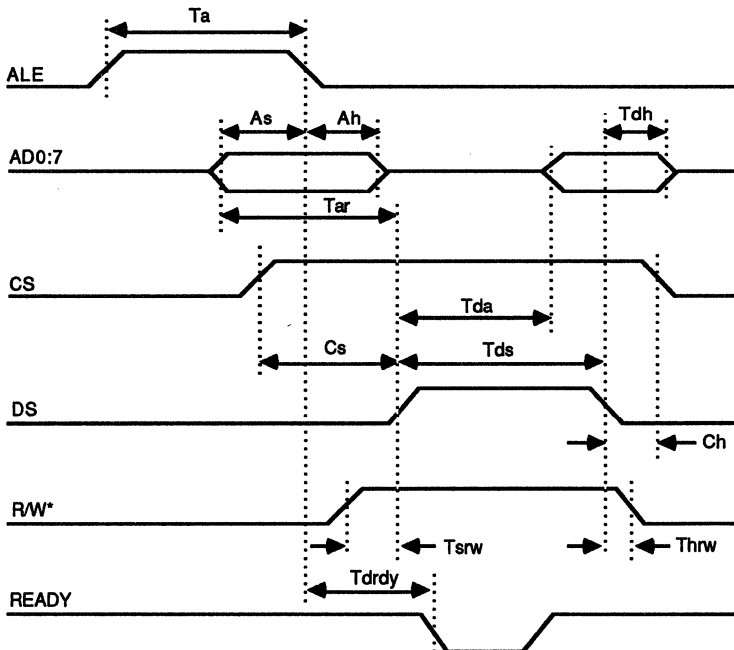 Ta
ALE
As
Ah
Tdh
AD0:7
Tar
CS
Tda
Cs
Tds
DS
Ch
R/W*
Tsrw
Thrw
Tdrdy
READY